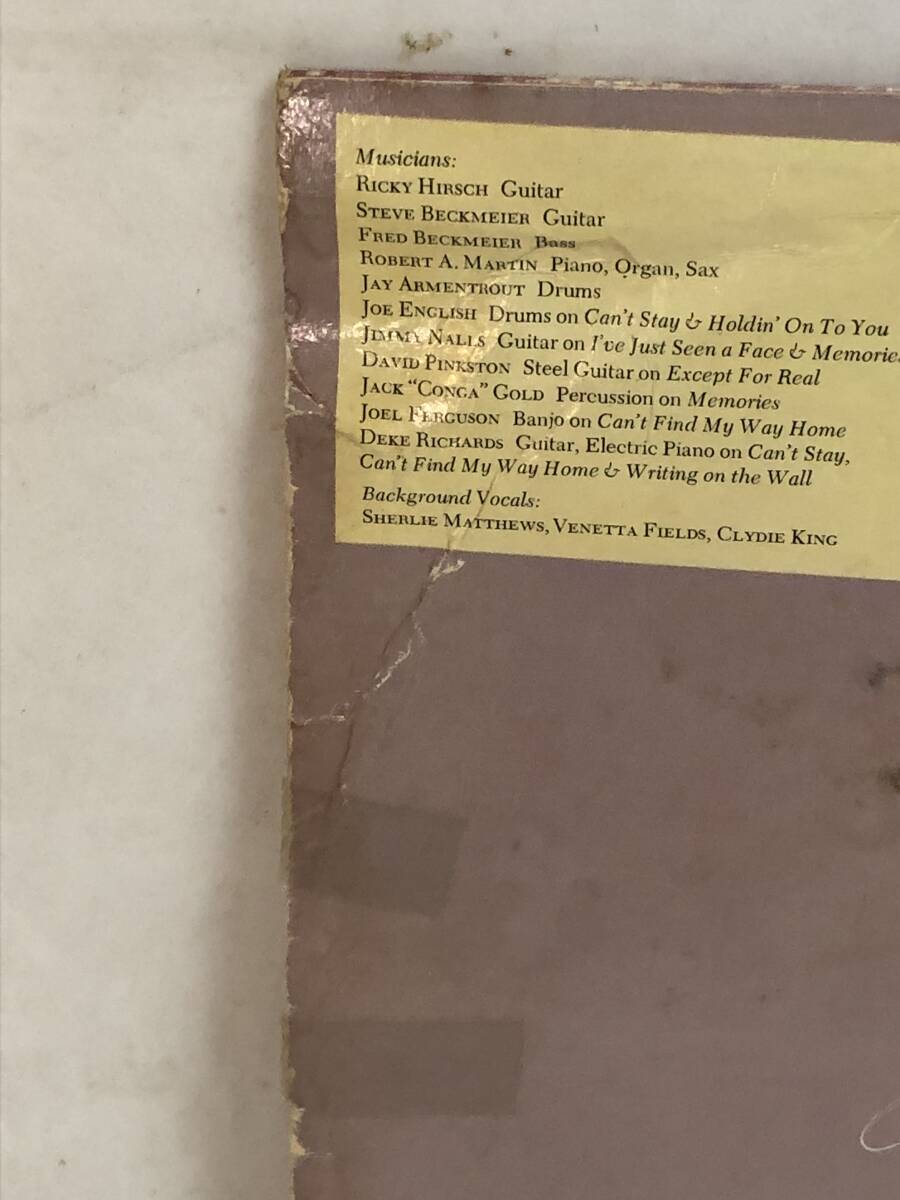 Musicians:
RICKY HIRSCH Guitar
STEVE BECKMEIER Guitar
FRED BECKMEIER Bass
ROBERT A. MARTIN Piano, Organ, Sax
JAY ARMENTROUT Drums
JOE ENGLISH Drums on Can't Stay & Holdin' On To You
JIMMY NALLS Guitar on I've Just Seen a Face & Memorie
DAVID PINKSTON Steel Guitar on Except For Real
JACK "CONGA" GOLD Percussion on Memories
JOEL FERGUSON Banjo on Can't Find My Way Home
DEKE RICHARDS Guitar, Electric Piano on Can't Stay,
Can't Find My Way Home & Writing on the Wall
Background Vocals:
SHERLIE MATTHEWS, VENETTA FIELDS, CLYDIE KING